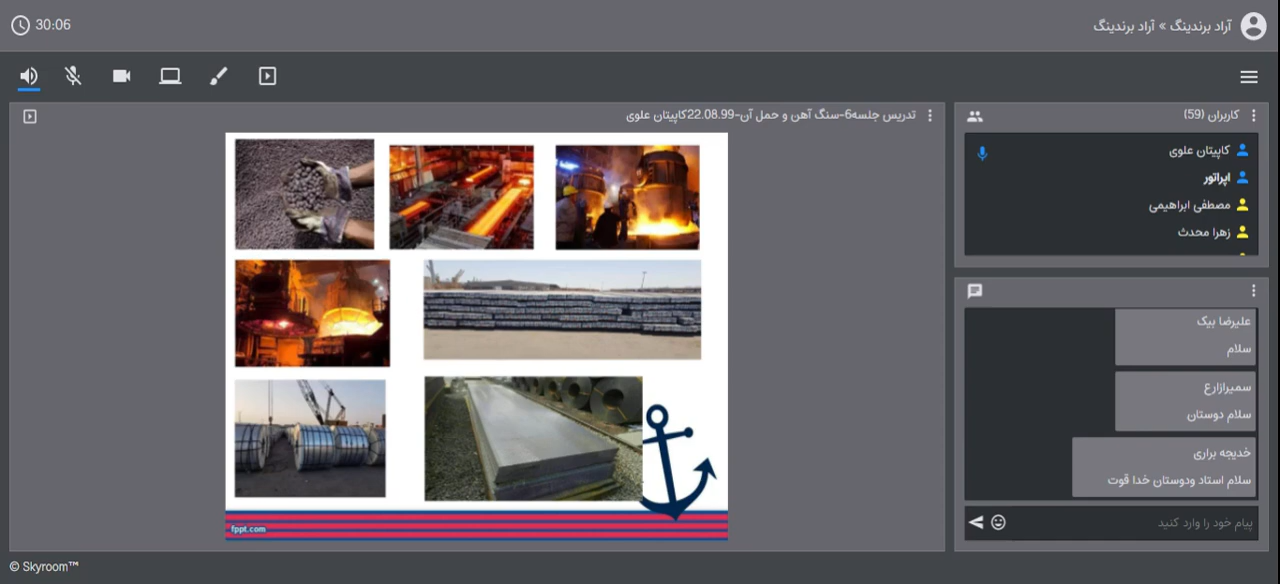 30:06
آراد برندینگ » آراد برندینگ
تدریس جلسه6-سنگ آهن و حمل آن-22.08.99کاپیتان علوی
fppt.com
کاربران (59)
کاپیتان علوی
اپراتور
مصطفی ابراهیمی
زهرا محدث
علیرضا بیک
سلام
سمیرازارع
سلام دوستان
خدیجه براری
سلام استاد ودوستان خدا قوت
پیام خود را وارد کنید
© Skyroom™